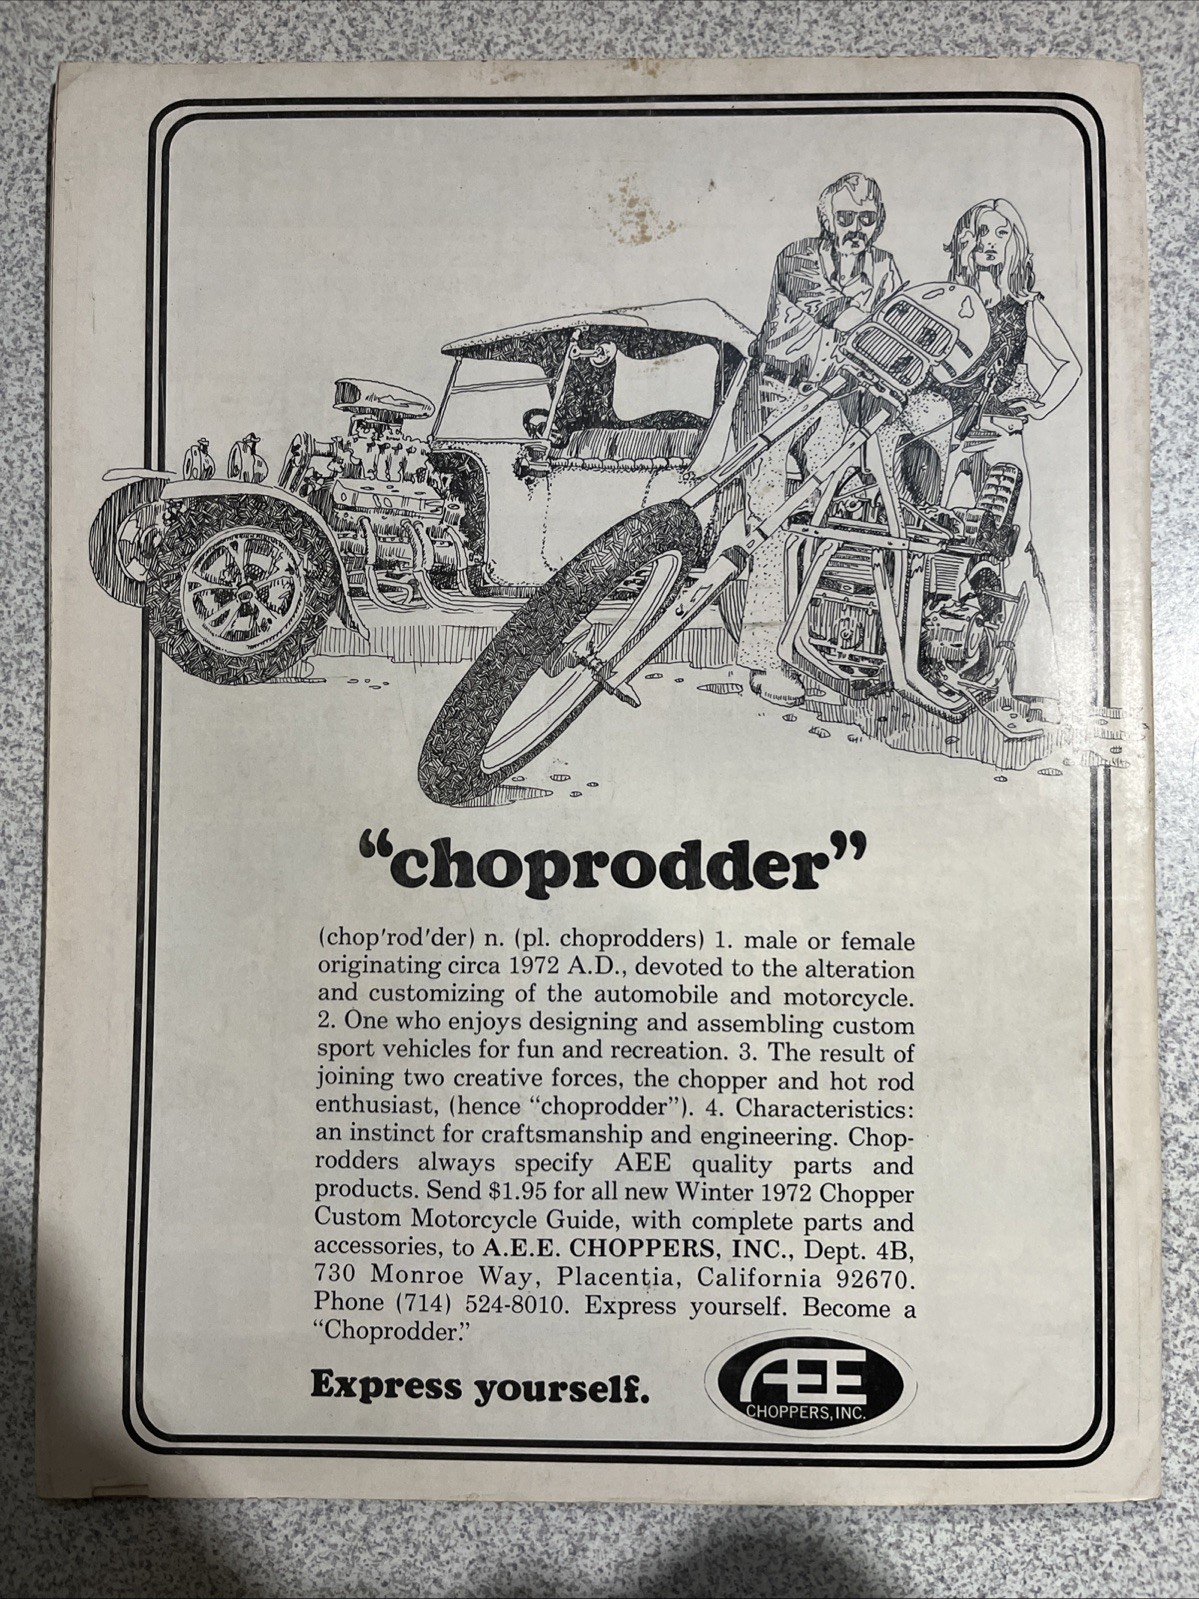 “choprodder”
(chop'rod'der) n. (pl. choprodders) 1. male or female
originating circa 1972 A.D., devoted to the alteration
and customizing of the automobile and motorcycle.
2. One who enjoys designing and assembling custom
sport vehicles for fun and recreation. 3. The result of
joining two creative forces, the chopper and hot rod
enthusiast, (hence “choprodder”). 4. Characteristics:
an instinct for craftsmanship and engineering. Chop-
rodders always specify AEE quality parts and
products. Send $1.95 for all new Winter 1972 Chopper
Custom Motorcycle Guide, with complete parts and
accessories, to A.E.E. CHOPPERS, INC., Dept. 4B,
730 Monroe Way, Placentia, California 92670.
Phone (714) 524-8010. Express yourself. Become a
“Choprodder.”
Express yourself.
AEE
CHOPPERS, INC.